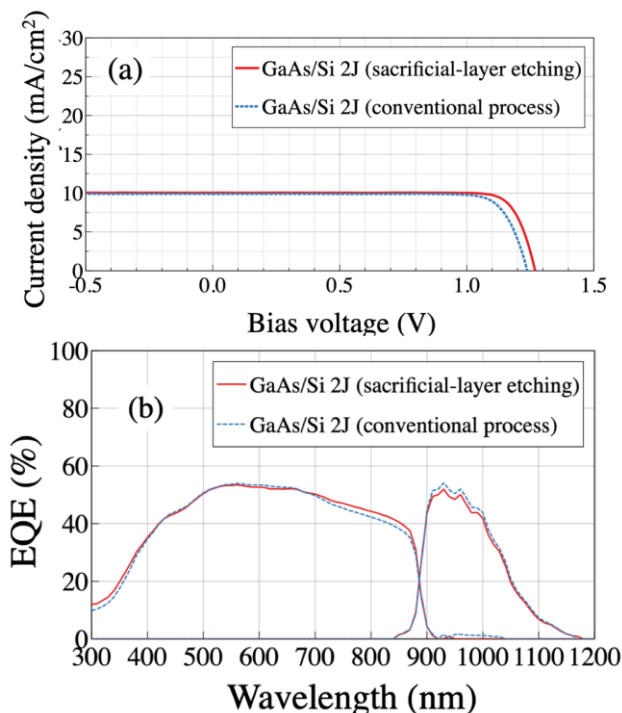 (a)
GaAs/Si 2J (sacrificial-layer etching)
GaAs/Si 2J (conventional process)
Current density (mA/cm²)
30
25
20
15
10
5
0
-0.5 0.0 0.5 1.0 1.5
Bias voltage (V)
(b)
GaAs/Si 2J (sacrificial-layer etching)
GaAs/Si 2J (conventional process)
EQE (%)
100
80
60
40
20
0
300 400 500 600 700 800 900 1000 1100 1200
Wavelength (nm)